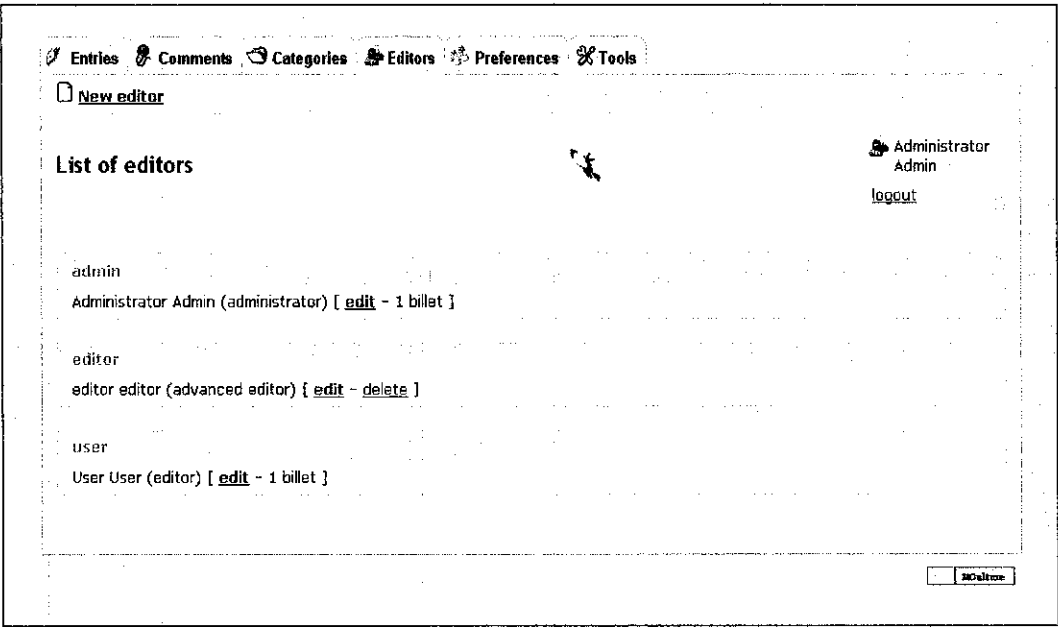 Entries Comments Categories Editors Preferences Tools
New editor
List of editors
Administrator
Admin
logout
admin
Administrator Admin (administrator) [ edit - 1 billet ]
editor
editor editor (advanced editor) [ edit - delete ]
user
User User (editor) [ edit - 1 billet ]